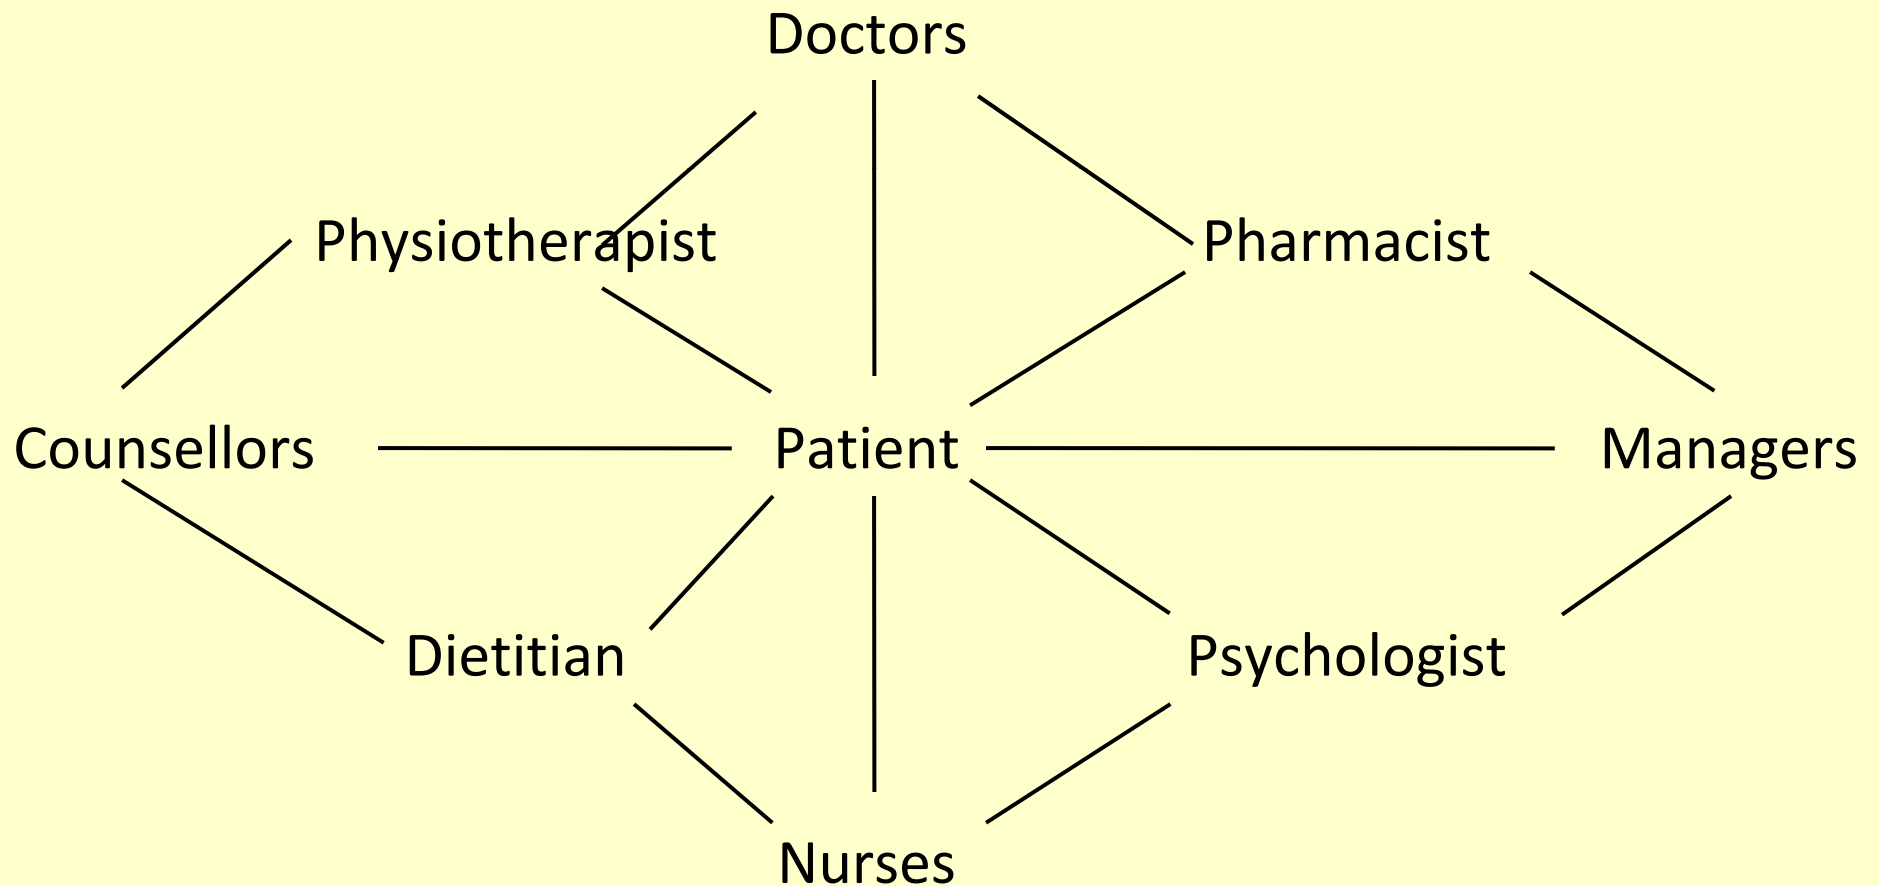 Doctors
Physiotherapist Pharmacist
Counsellors Patient Managers
Dietitian Psychologist
Nurses